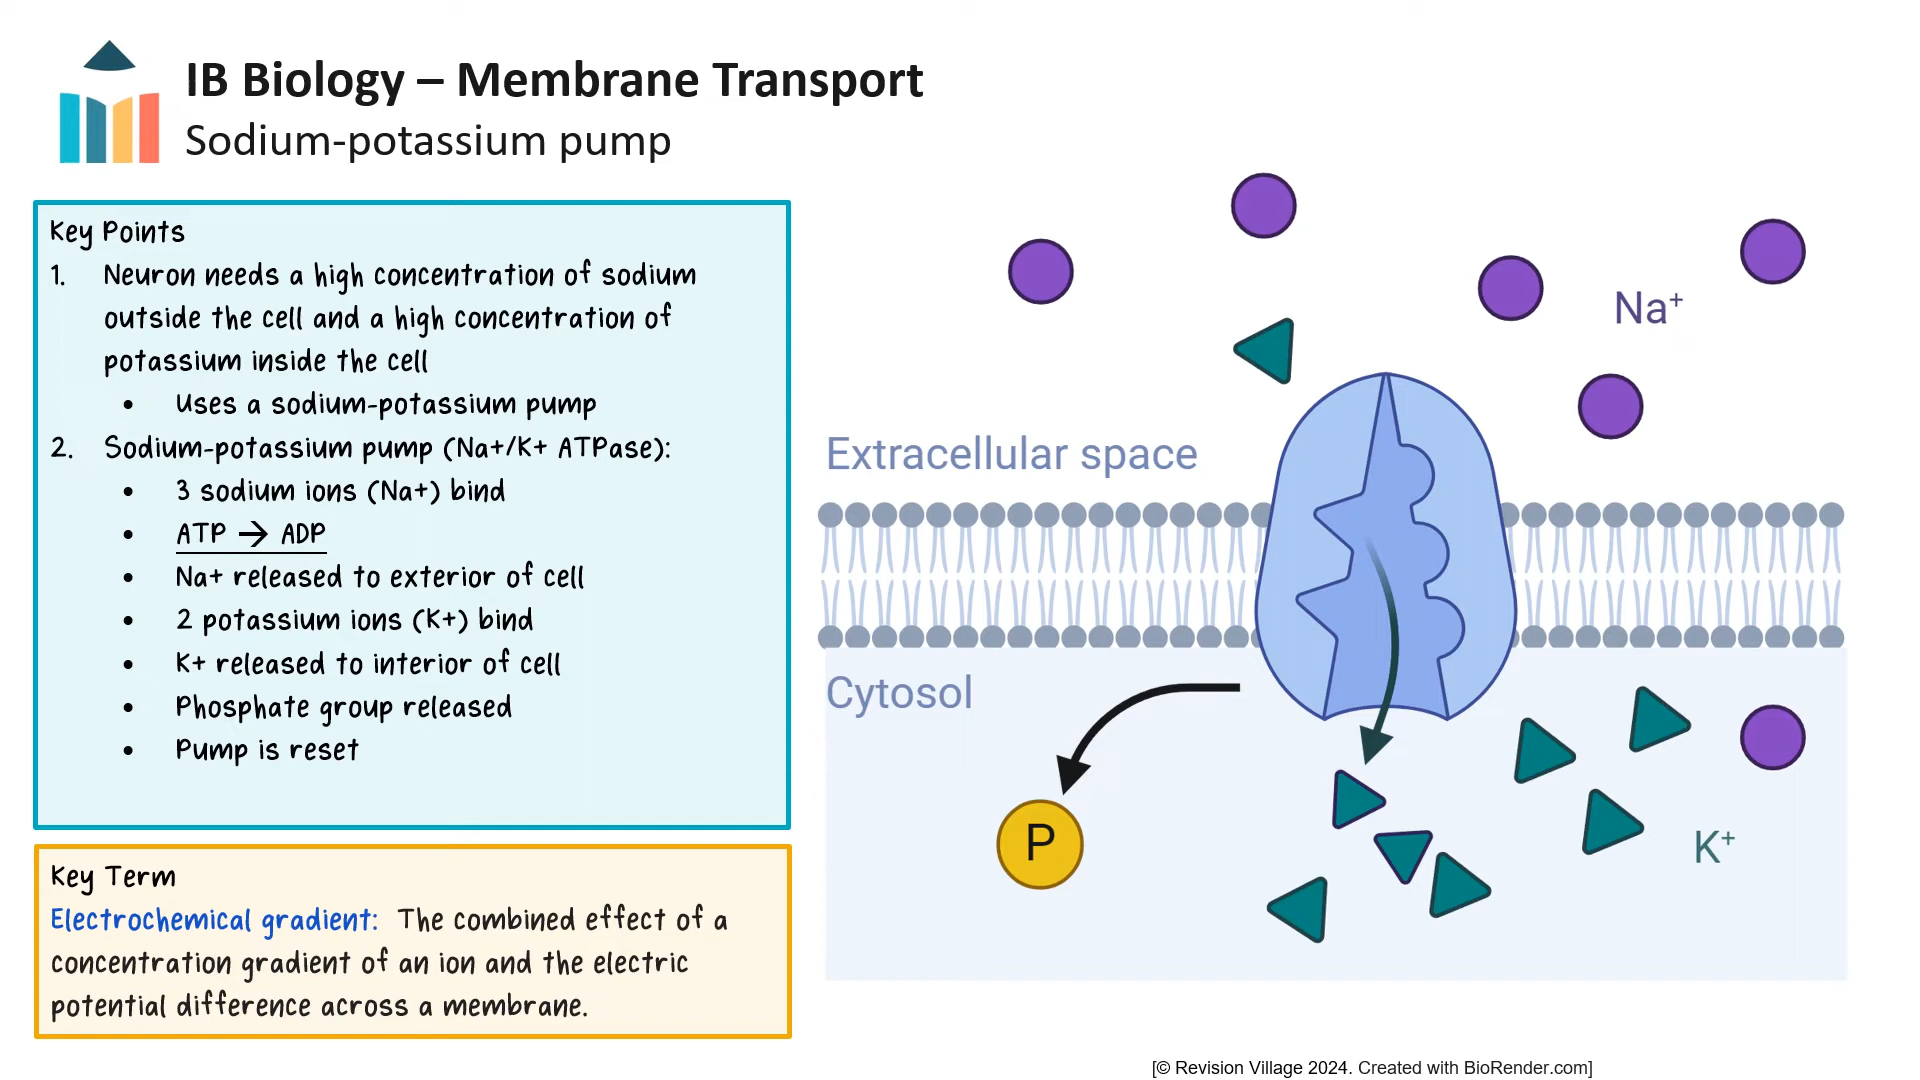 IB Biology – Membrane Transport
Sodium-potassium pump
Key Points
1. Neuron needs a high concentration of sodium
outside the cell and a high concentration of
potassium inside the cell
• Uses a sodium-potassium pump
2. Sodium-potassium pump (Na+/K+ ATPase):
• 3 sodium ions (Na+) bind
• ATP → ADP
• Na+ released to exterior of cell
• 2 potassium ions (K+) bind
• K+ released to interior of cell
• Phosphate group released
• Pump is reset
Key Term
Electrochemical gradient: The combined effect of a
concentration gradient of an ion and the electric
potential difference across a membrane.
Na⁺
Extracellular space
Cytosol
P
K⁺
[© Revision Village 2024. Created with BioRender.com]